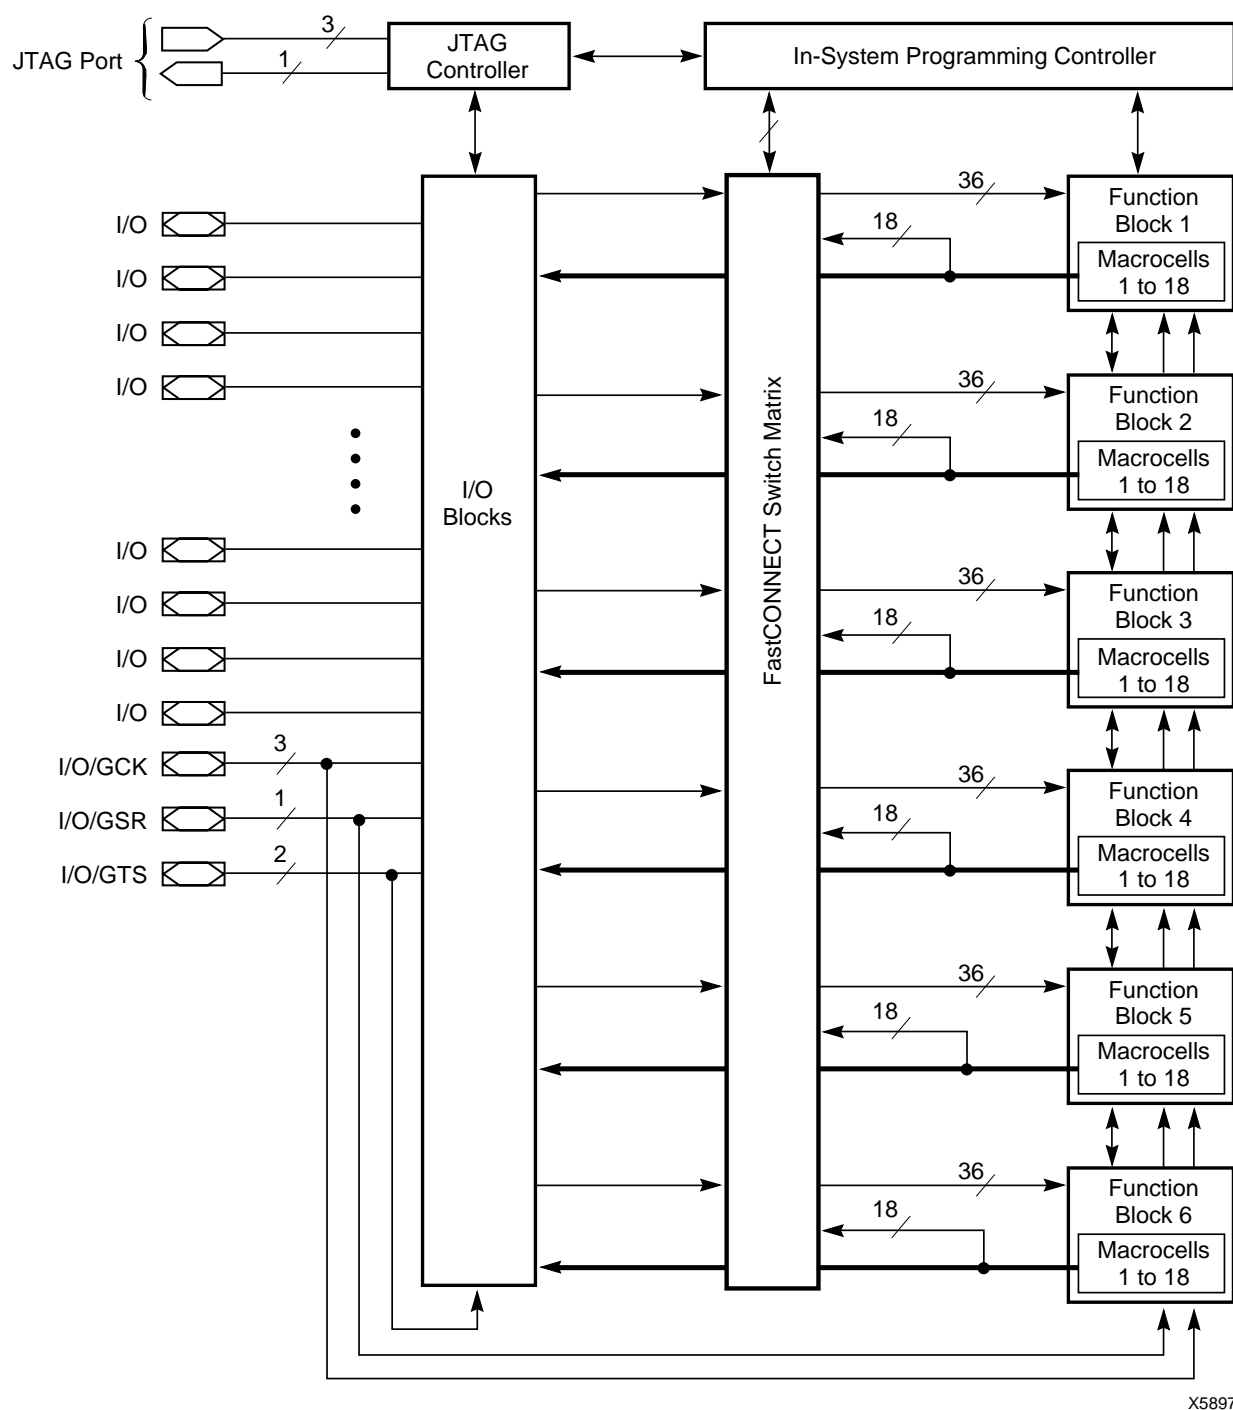 JTAG Port
3
1
JTAG
Controller
In-System Programming Controller
I/O
I/O
I/O
I/O
I/O
I/O
I/O
I/O
I/O/GCK
3
I/O/GSR
1
I/O/GTS
2
I/O
Blocks
FastCONNECT Switch Matrix
36
18
Function
Block 1
Macrocells
1 to 18
36
18
Function
Block 2
Macrocells
1 to 18
36
18
Function
Block 3
Macrocells
1 to 18
36
18
Function
Block 4
Macrocells
1 to 18
36
18
Function
Block 5
Macrocells
1 to 18
36
18
Function
Block 6
Macrocells
1 to 18
X5897